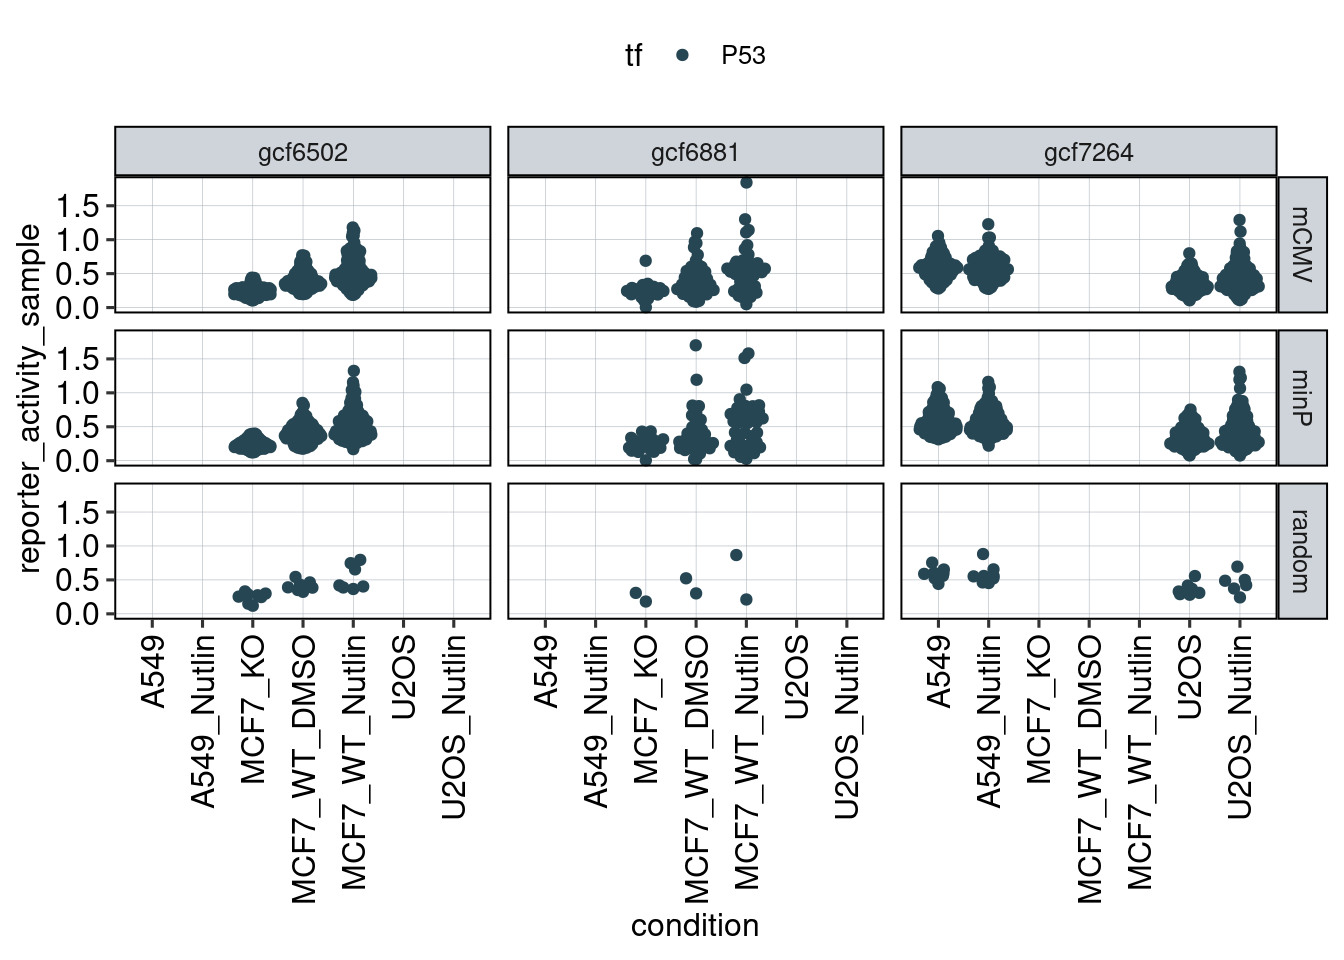 tf P53
gcf6502 gcf6881 gcf7264
reporter_activity_sample
1.5
1.0
0.5
0.0
mCMV
1.5
1.0
0.5
0.0
minP
1.5
1.0
0.5
0.0
random
A549 A549_Nutlin MCF7_KO MCF7_WT_DMSO MCF7_WT_Nutlin U2OS U2OS_Nutlin
A549 A549_Nutlin MCF7_KO MCF7_WT_DMSO MCF7_WT_Nutlin U2OS U2OS_Nutlin
A549 A549_Nutlin MCF7_KO MCF7_WT_DMSO MCF7_WT_Nutlin U2OS U2OS_Nutlin
condition